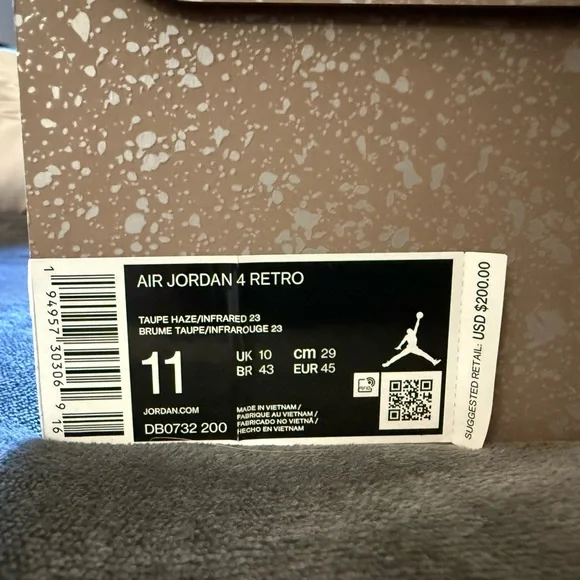 AIR JORDAN 4 RETRO
TAUPE HAZE/INFRARED 23
BRUME TAUPE/INFRAROUGE 23
11
UK 10 cm 29
BR 43 EUR 45
JORDAN.COM
DB0732 200
MADE IN VIETNAM /
FABRIQUE AU VIETNAM /
FABRICADO NO VIETNÃ /
HECHO EN VIETNAM
1 94957 30306 9 16
SUGGESTED RETAIL: USD $200.00